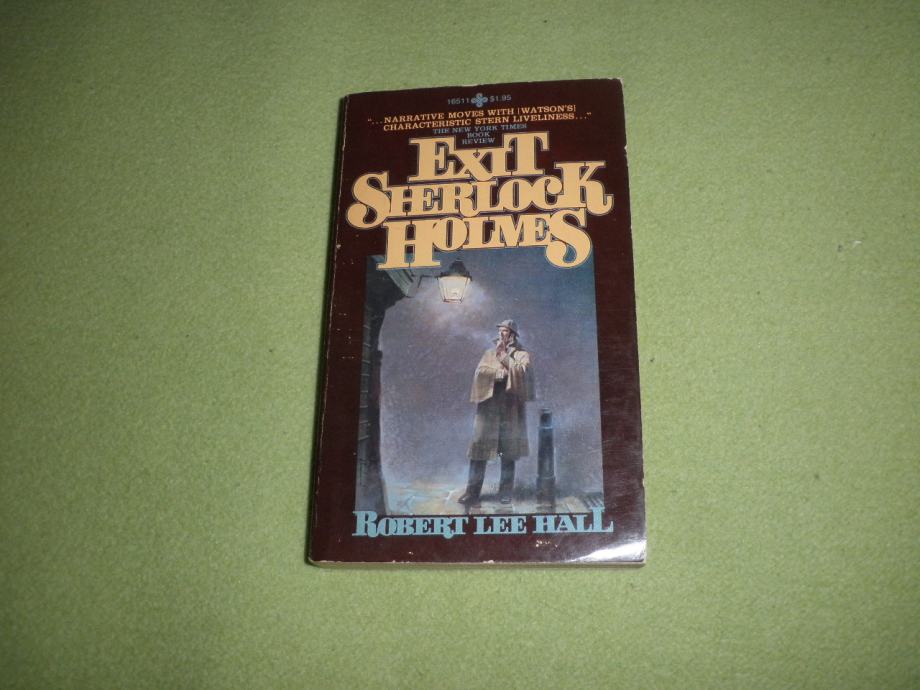 16511 $1.95
"...NARRATIVE MOVES WITH [WATSON'S]
CHARACTERISTIC STERN LIVELINESS..."
THE NEW YORK TIMES
BOOK
REVIEW
EXIT
SHERLOCK
HOLMES
ROBERT LEE HALL